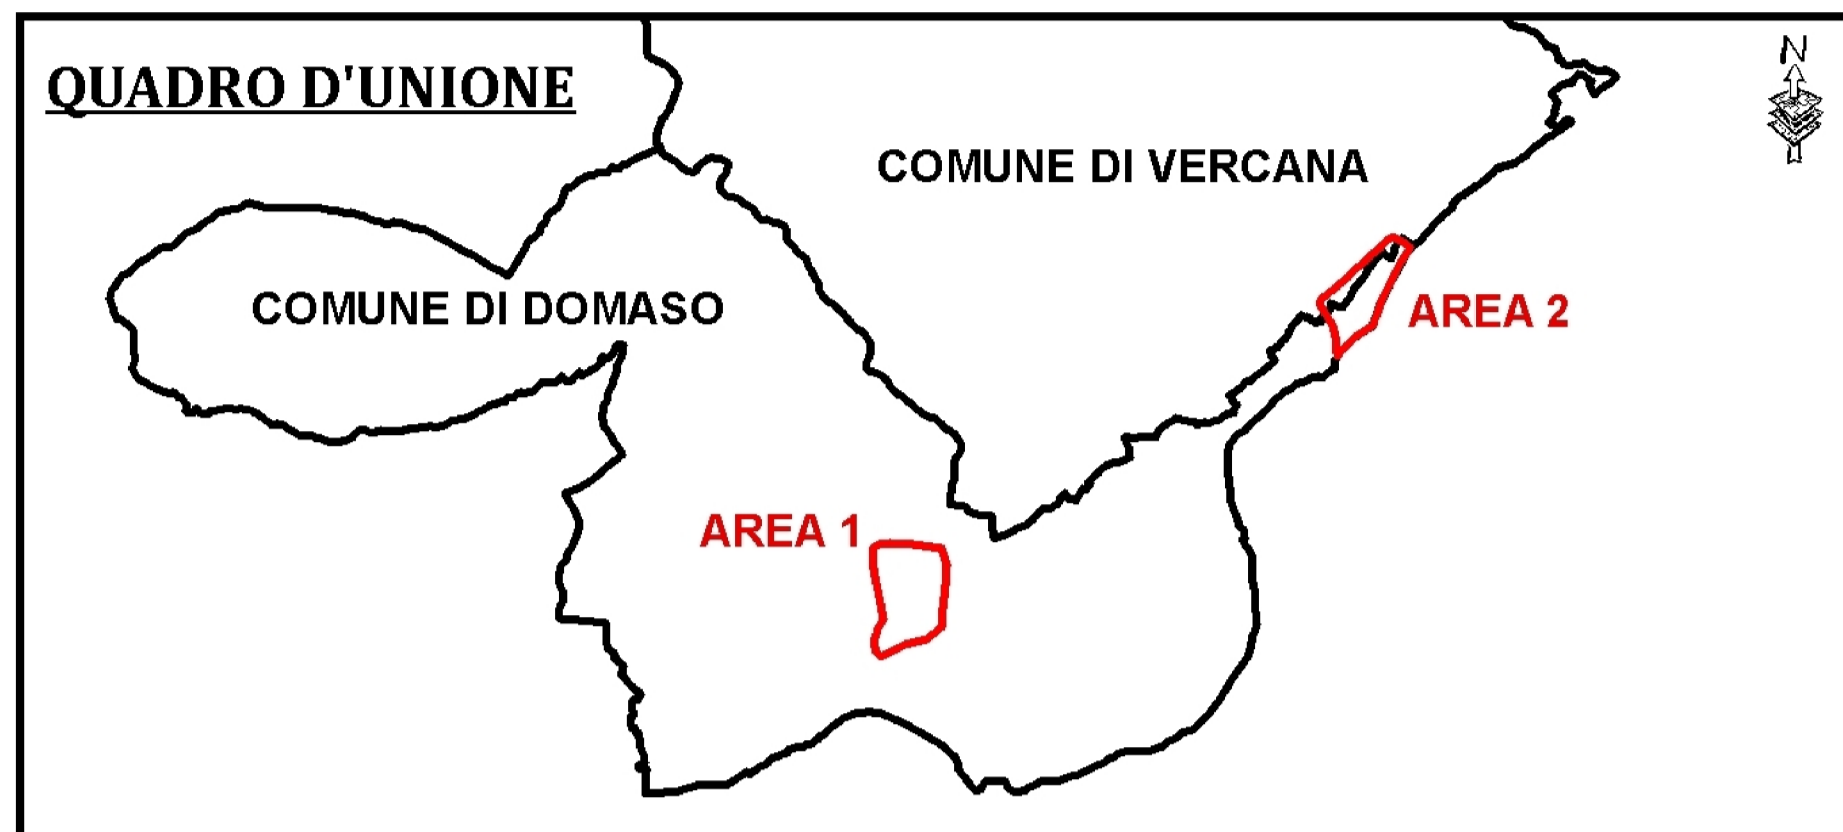 QUADRO D'UNIONE
N
COMUNE DI VERCANA
COMUNE DI DOMASO
AREA 2
AREA 1